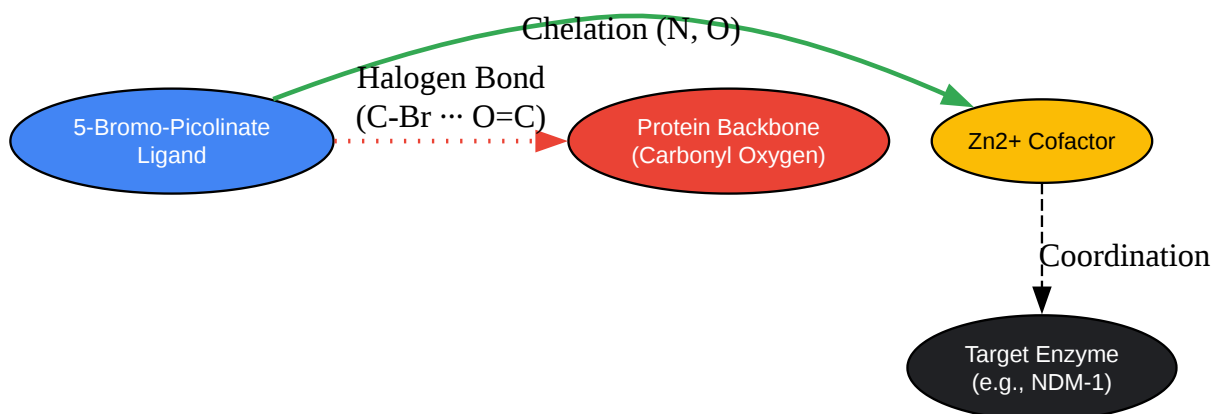 Chelation (N, O)
Halogen Bond
(C-Br ··· O=C)
5-Bromo-Picolinate
Ligand
Protein Backbone
(Carbonyl Oxygen)
Zn2+ Cofactor
Coordination
Target Enzyme
(e.g., NDM-1)